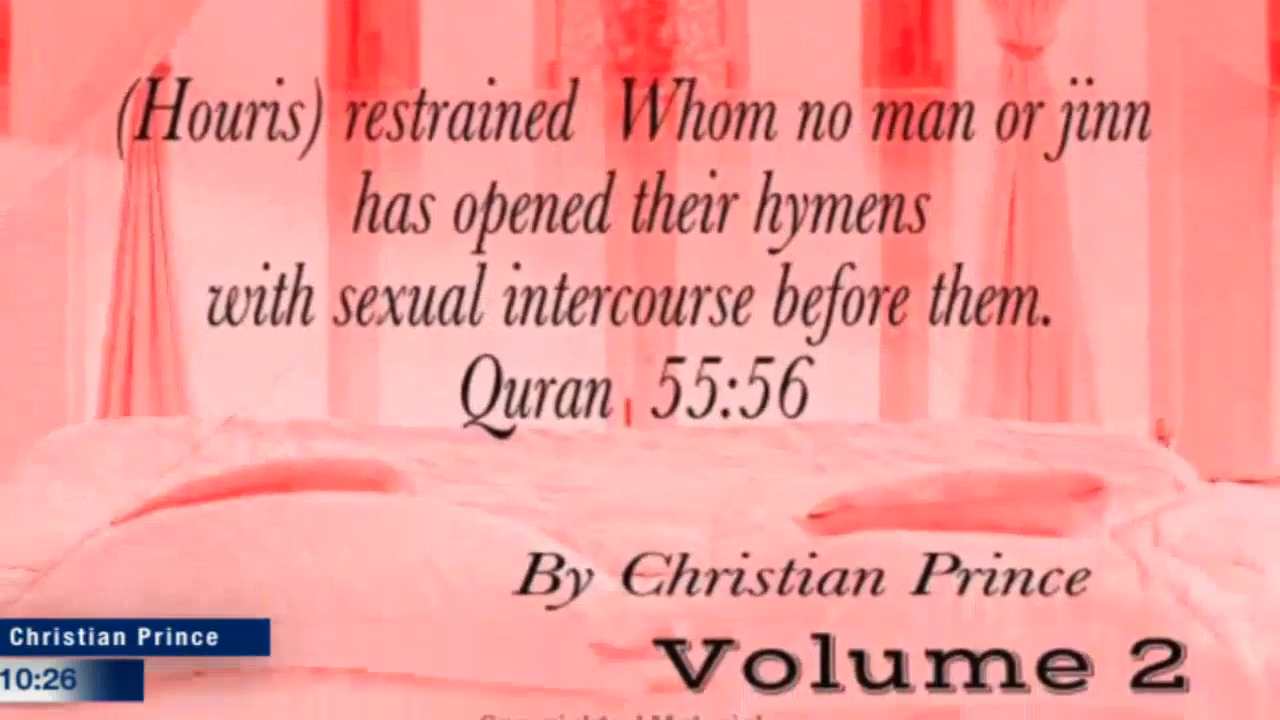 (Houris) restrained Whom no man or jinn
has opened their hymens
with sexual intercourse before them.
Quran 55:56
By Christian Prince
Volume 2
Christian Prince
10:26